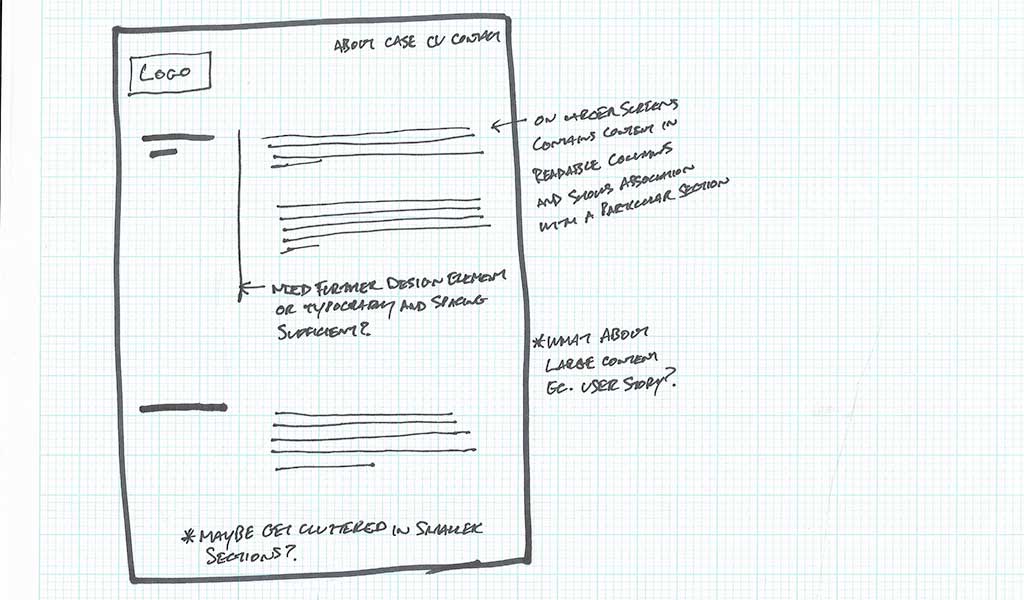 ABOUT CASE CV CONTACT
LOGO
ON LARGER SCREENS
CONTAINS CONTENT IN
READABLE COLUMNS
AND SHOWS ASSOCIATION
WITH A PARTICULAR SECTION
NEED FURTHER DESIGN ELEMENT
OR TYPOGRAPHY AND SPACING
SUFFICIENT?
*WHAT ABOUT
LARGE CONTENT
EG. USER STORY?
*MAYBE GET CLUTTERED IN SMALLER
SECTIONS?